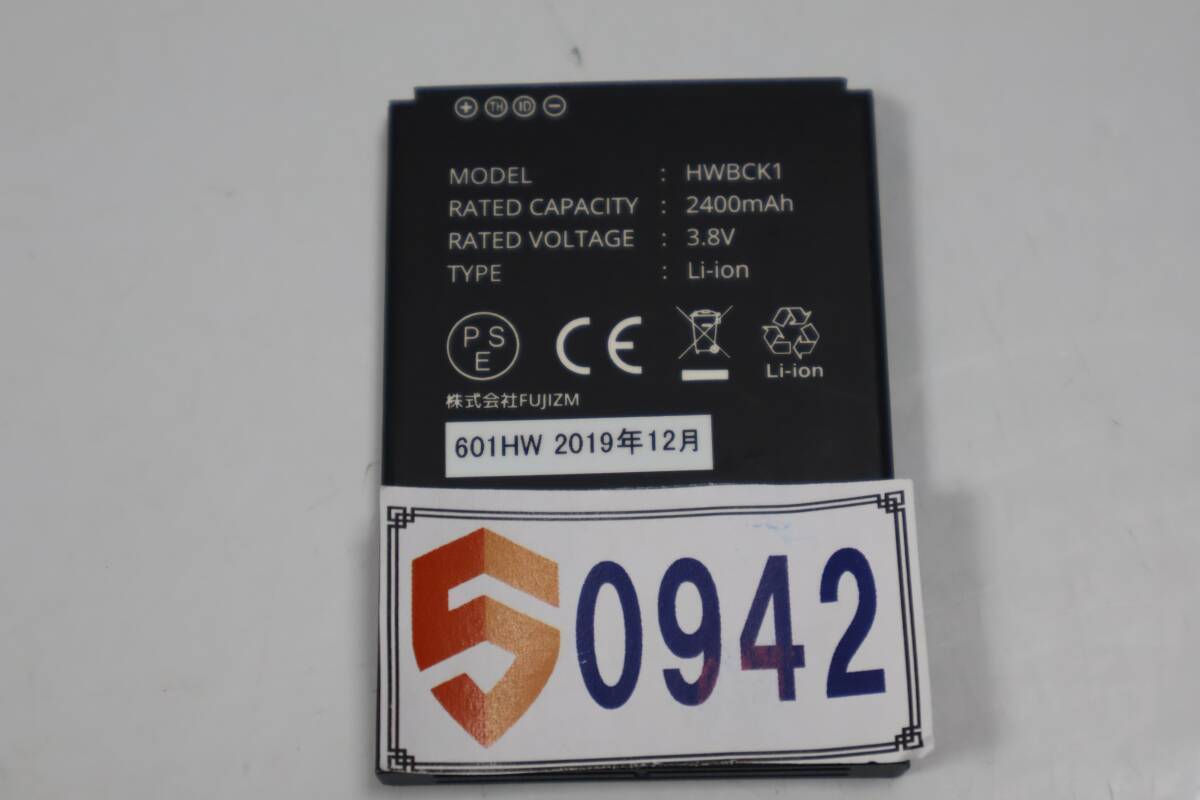 + TH ID −
MODEL : HWBCK1
RATED CAPACITY : 2400mAh
RATED VOLTAGE : 3.8V
TYPE : Li-ion
PSE CE
Li-ion
株式会社FUJIZM
601HW 2019年12月
0942